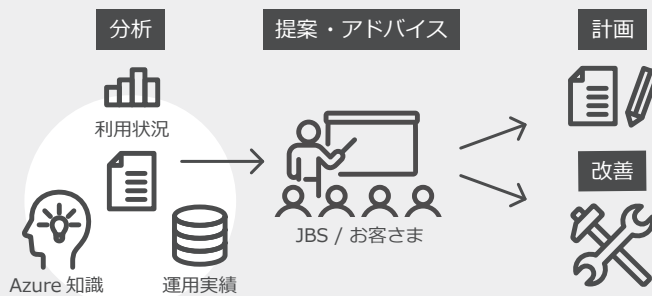 分析
提案・アドバイス
計画
利用状況
改善
JBS / お客さま
Azure 知識
運用実績